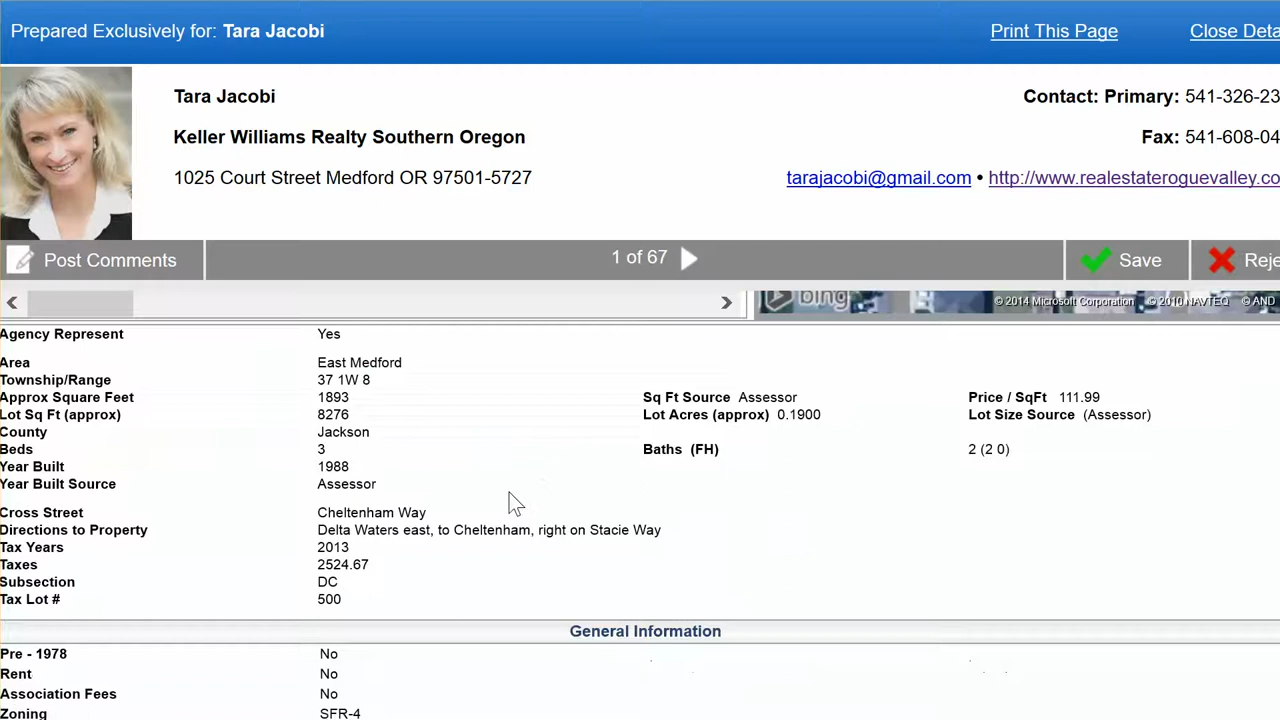 Prepared Exclusively for: Tara Jacobi Print This Page Close Deta
Tara Jacobi Contact: Primary: 541-326-23
Keller Williams Realty Southern Oregon Fax: 541-608-04
1025 Court Street Medford OR 97501-5727 tarajacobi@gmail.com • http://www.realestateroguevalley.co
Post Comments 1 of 67 Save Reje
bing © 2014 Microsoft Corporation © 2010 NAVTEQ © AND
Agency Represent Yes
Area East Medford
Township/Range 37 1W 8
Approx Square Feet 1893 Sq Ft Source Assessor Price / SqFt 111.99
Lot Sq Ft (approx) 8276 Lot Acres (approx) 0.1900 Lot Size Source (Assessor)
County Jackson
Beds 3 Baths (FH) 2 (2 0)
Year Built 1988
Year Built Source Assessor
Cross Street Cheltenham Way
Directions to Property Delta Waters east, to Cheltenham, right on Stacie Way
Tax Years 2013
Taxes 2524.67
Subsection DC
Tax Lot # 500
General Information
Pre - 1978 No
Rent No
Association Fees No
Zoning SFR-4